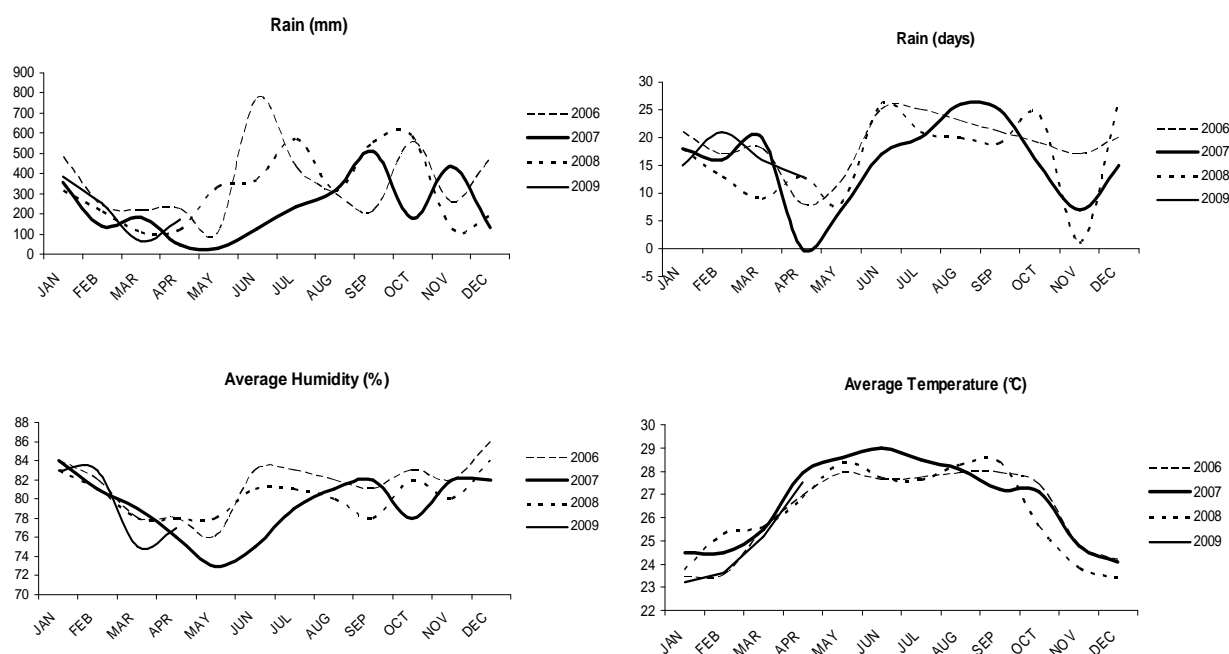 Rain (mm)
900
800
700
600
500
400
300
200
100
0
JAN
FEB
MAR
APR
MAY
JUN
JUL
AUG
SEP
OCT
NOV
DEC
2006
2007
2008
2009
Rain (days)
30
25
20
15
10
5
0
-5
JAN
FEB
MAR
APR
MAY
JUN
JUL
AUG
SEP
OCT
NOV
DEC
2006
2007
2008
2009
Average Humidity (%)
88
86
84
82
80
78
76
74
72
70
JAN
FEB
MAR
APR
MAY
JUN
JUL
AUG
SEP
OCT
NOV
DEC
2006
2007
2008
2009
Average Temperature (°C)
30
29
28
27
26
25
24
23
22
JAN
FEB
MAR
APR
MAY
JUN
JUL
AUG
SEP
OCT
NOV
DEC
2006
2007
2008
2009